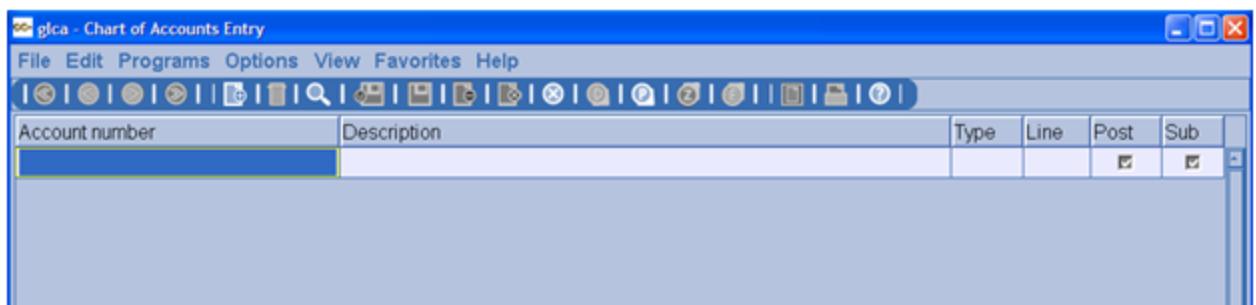 glca - Chart of Accounts Entry
File Edit Programs Options View Favorites Help
Account number Description Type Line Post Sub